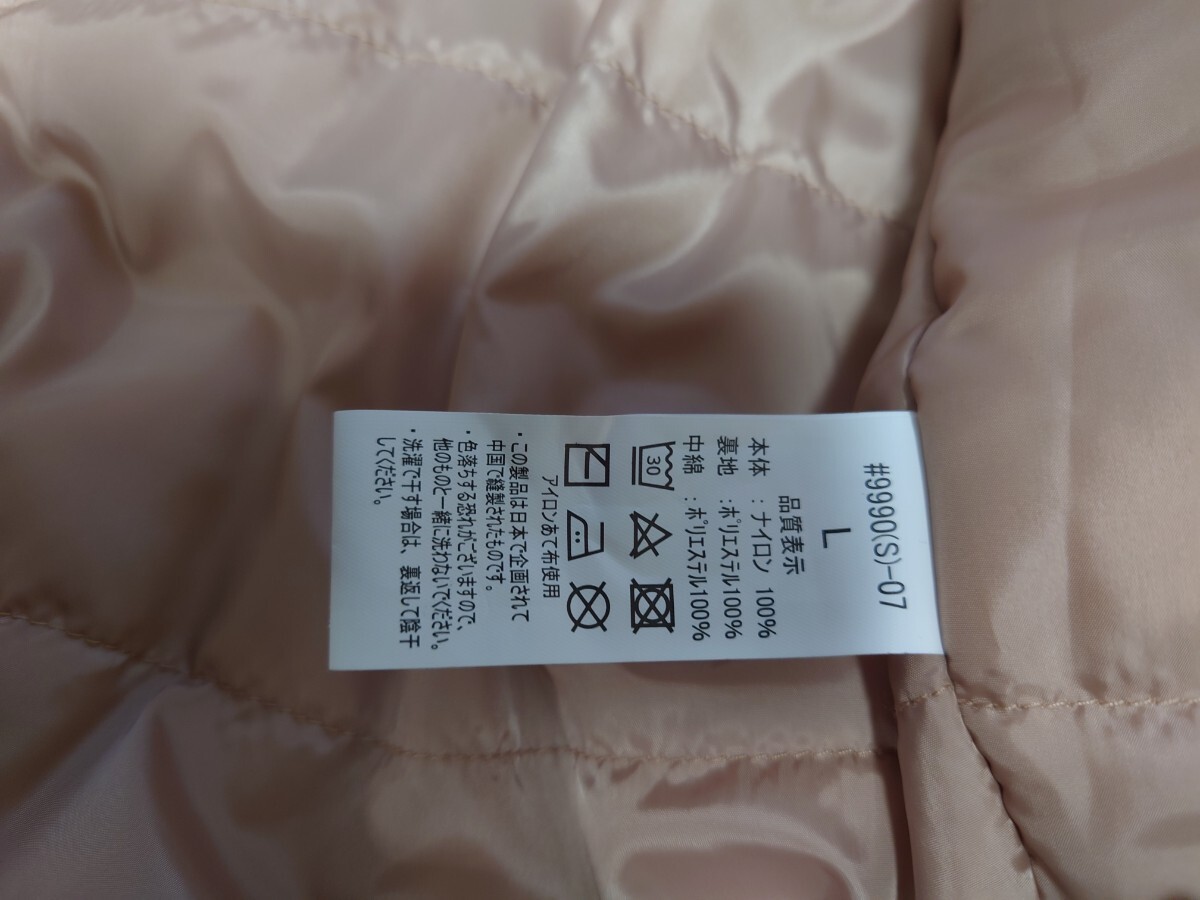 #9990(S)-07
L
品質表示
本体 : ナイロン 100%
裏地 : ポリエステル100%
中綿 : ポリエステル100%
30
アイロンあて布使用
・この製品は日本で企画されて
中国で縫製されたものです。
・色落ちする恐れがございますので、
他のものと一緒に洗わないでください。
・洗濯で干す場合は、裏返して陰干
してください。